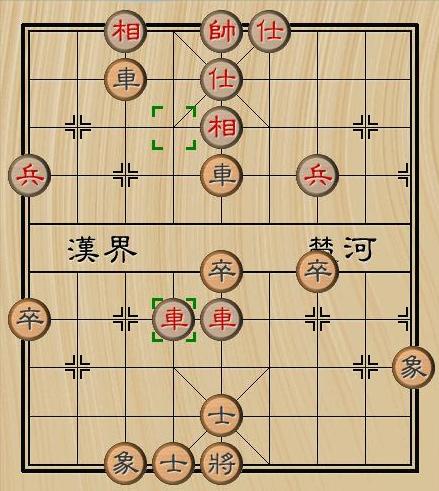 相 帥 仕
車 仕
相
兵 車 兵
漢界 楚河
卒 卒
卒 車 車
象
士
象 士 將